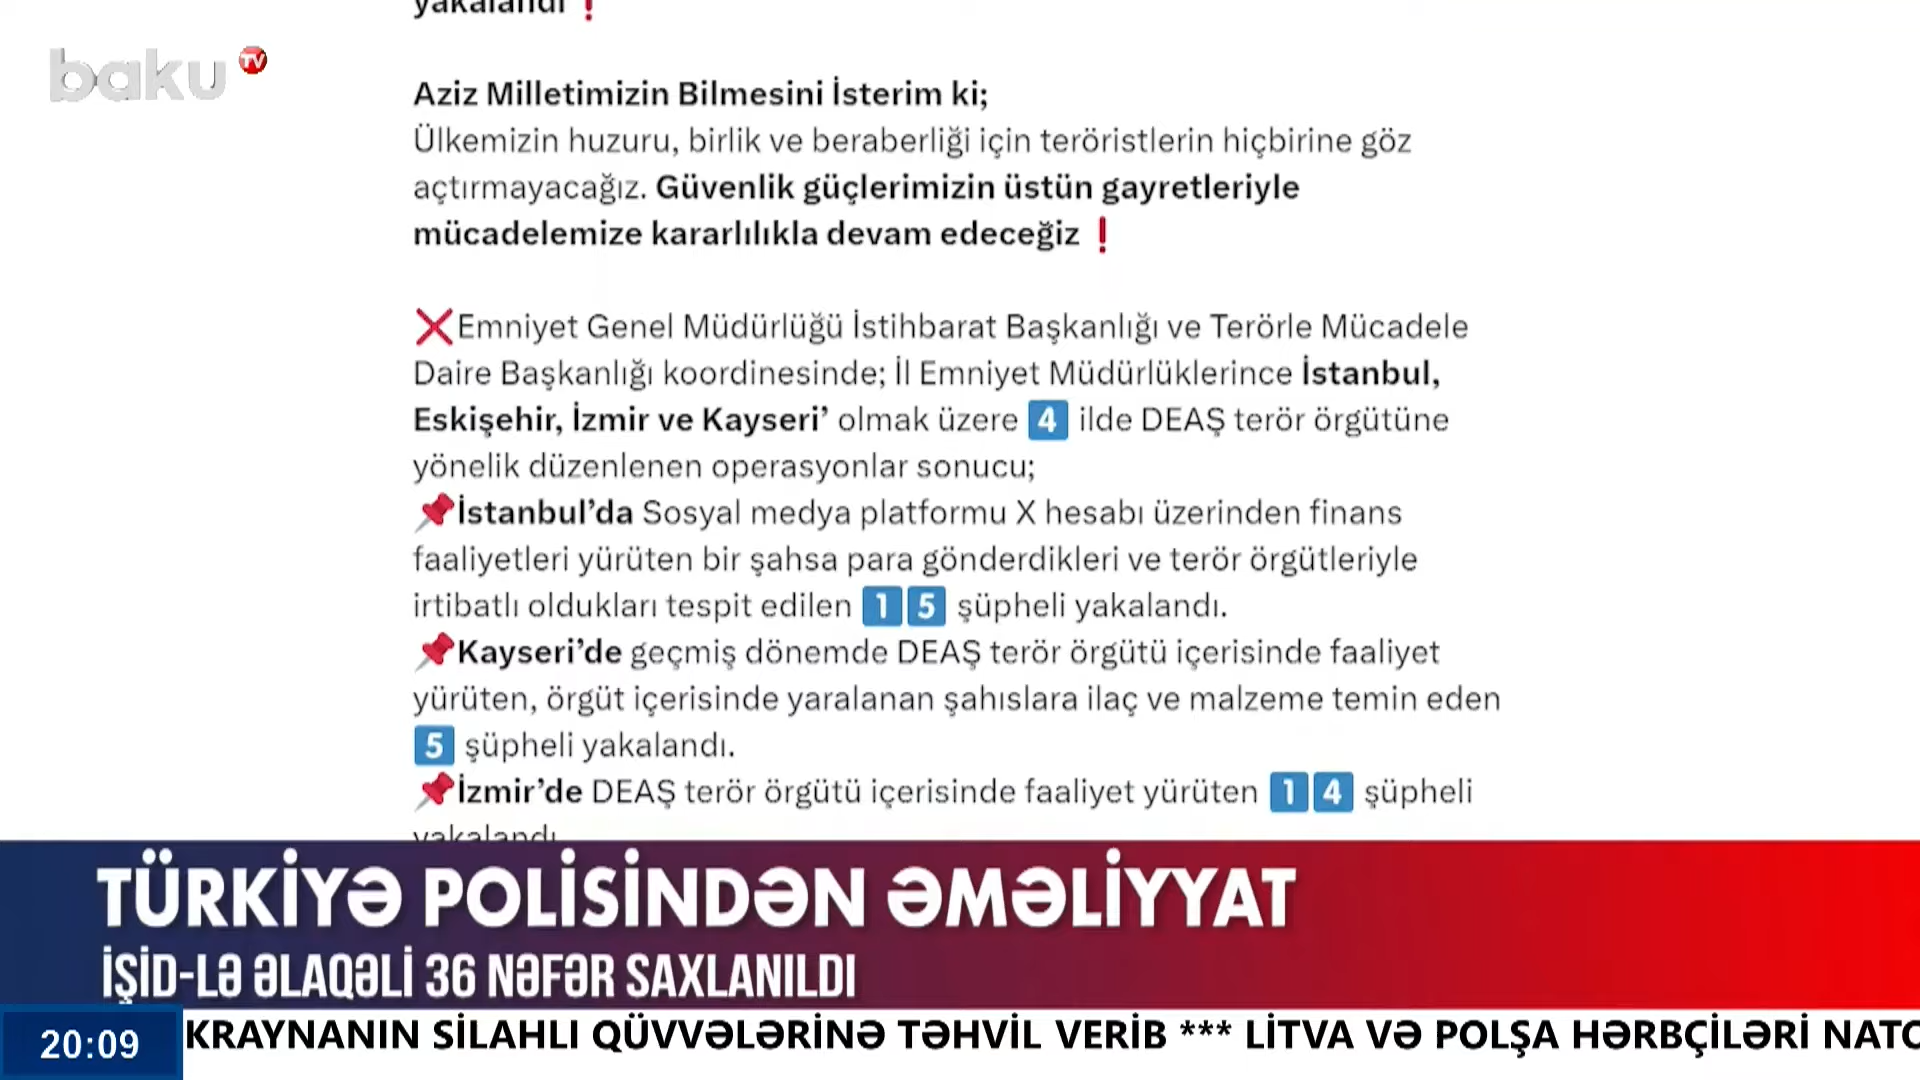 yakalandı❗
baku TV
Aziz Milletimizin Bilmesini İsterim ki;
Ülkemizin huzuru, birlik ve beraberliği için teröristlerin hiçbirine göz
açtırmayacağız. Güvenlik güçlerimizin üstün gayretleriyle
mücadelemize kararlılıkla devam edeceğiz❗
❌Emniyet Genel Müdürlüğü İstihbarat Başkanlığı ve Terörle Mücadele
Daire Başkanlığı koordinesinde; İl Emniyet Müdürlüklerince İstanbul,
Eskişehir, İzmir ve Kayseri’ olmak üzere 4 ilde DEAŞ terör örgütüne
yönelik düzenlenen operasyonlar sonucu;
📌İstanbul’da Sosyal medya platformu X hesabı üzerinden finans
faaliyetleri yürüten bir şahsa para gönderdikleri ve terör örgütleriyle
irtibatlı oldukları tespit edilen 15 şüpheli yakalandı.
📌Kayseri’de geçmiş dönemde DEAŞ terör örgütü içerisinde faaliyet
yürüten, örgüt içerisinde yaralanan şahıslara ilaç ve malzeme temin eden
5 şüpheli yakalandı.
📌İzmir’de DEAŞ terör örgütü içerisinde faaliyet yürüten 14 şüpheli
yakalandı
TÜRKİYƏ POLİSİNDƏN ƏMƏLİYYAT
İŞİD-LƏ ƏLAQƏLİ 36 NƏFƏR SAXLANILDI
20:09 KRAYNANIN SİLAHLI QÜVVƏLƏRİNƏ TƏHVİL VERİB *** LİTVA VƏ POLŞA HƏRBÇİLƏRİ NATO